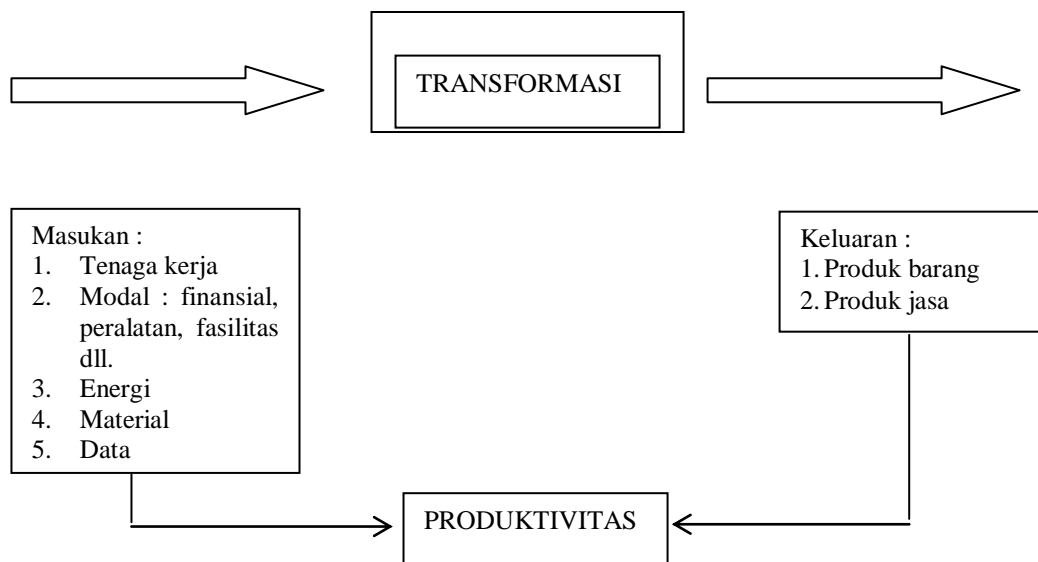 TRANSFORMASI
Masukan :
1. Tenaga kerja
2. Modal : finansial,
peralatan, fasilitas
dll.
3. Energi
4. Material
5. Data
Keluaran :
1. Produk barang
2. Produk jasa
PRODUKTIVITAS